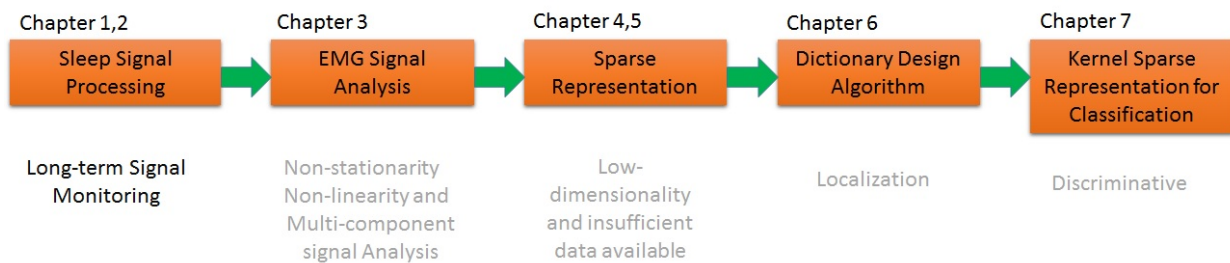 Chapter 1,2
Sleep Signal
Processing
Long-term Signal
Monitoring
Chapter 3
EMG Signal
Analysis
Non-stationarity
Non-linearity and
Multi-component
signal Analysis
Chapter 4,5
Sparse
Representation
Low-
dimensionality
and insufficient
data available
Chapter 6
Dictionary Design
Algorithm
Localization
Chapter 7
Kernel Sparse
Representation for
Classification
Discriminative